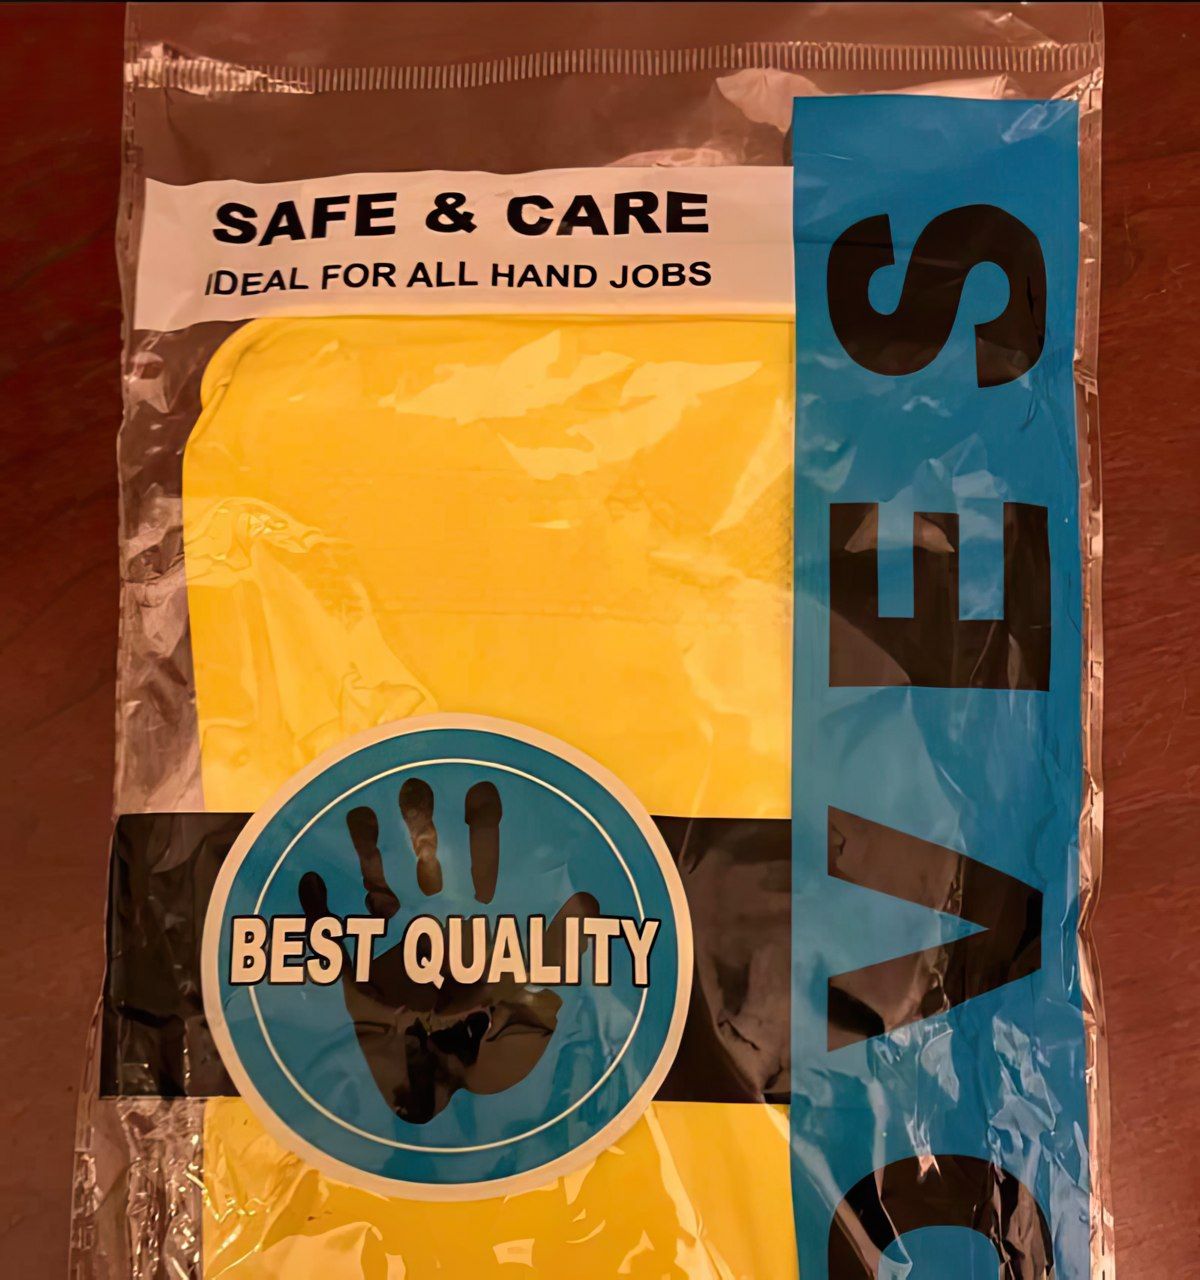 SAFE & CARE
IDEAL FOR ALL HAND JOBS
BEST QUALITY
OVES